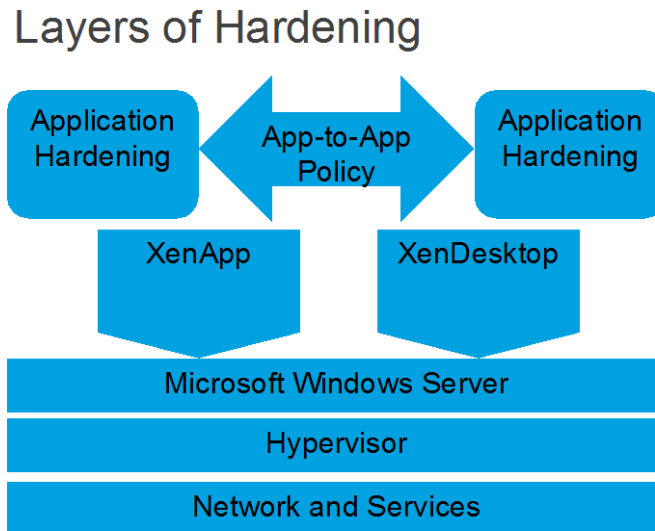 Layers of Hardening
Application
Hardening
App-to-App
Policy
Application
Hardening
XenApp
XenDesktop
Microsoft Windows Server
Hypervisor
Network and Services